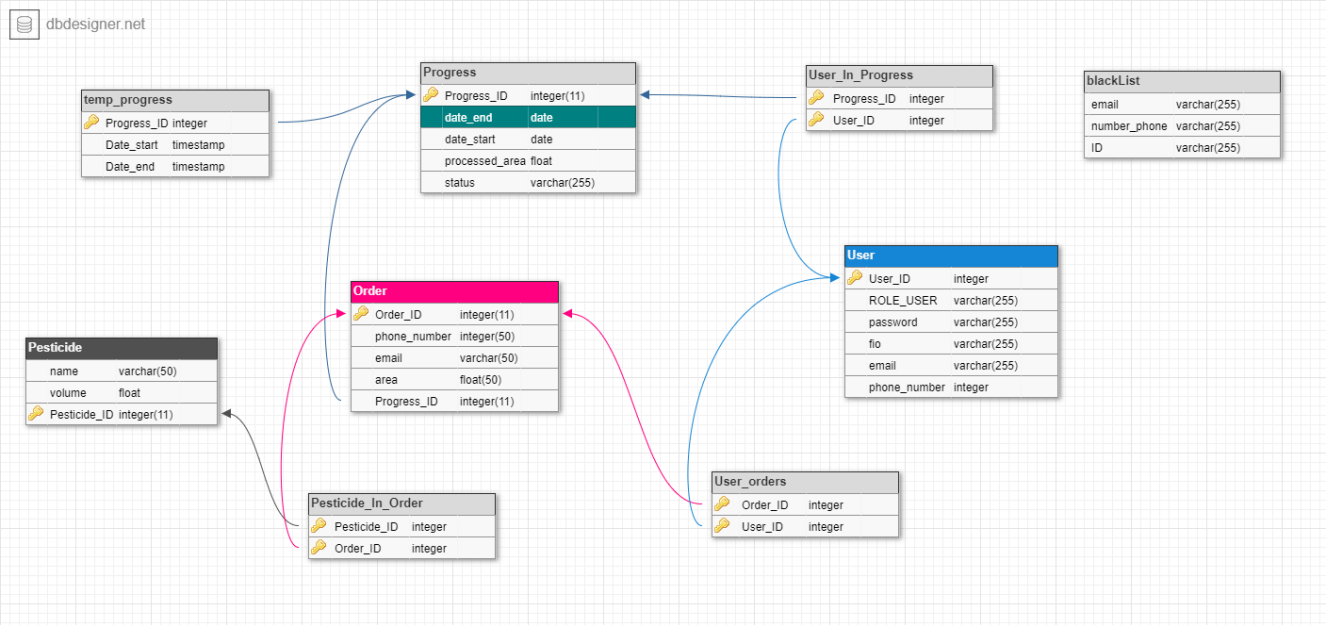 dbdesigner.net
temp_progress
Progress_ID integer
Date_start timestamp
Date_end timestamp
Progress
Progress_ID integer(11)
date_end date
date_start date
processed_area float
status varchar(255)
User_In_Progress
Progress_ID integer
User_ID integer
blackList
email varchar(255)
number_phone varchar(255)
ID varchar(255)
User
User_ID integer
ROLE_USER varchar(255)
password varchar(255)
fio varchar(255)
email varchar(255)
phone_number integer
Order
Order_ID integer(11)
phone_number integer(50)
email varchar(50)
area float(50)
Progress_ID integer(11)
Pesticide
name varchar(50)
volume float
Pesticide_ID integer(11)
Pesticide_In_Order
Pesticide_ID integer
Order_ID integer
User_orders
Order_ID integer
User_ID integer